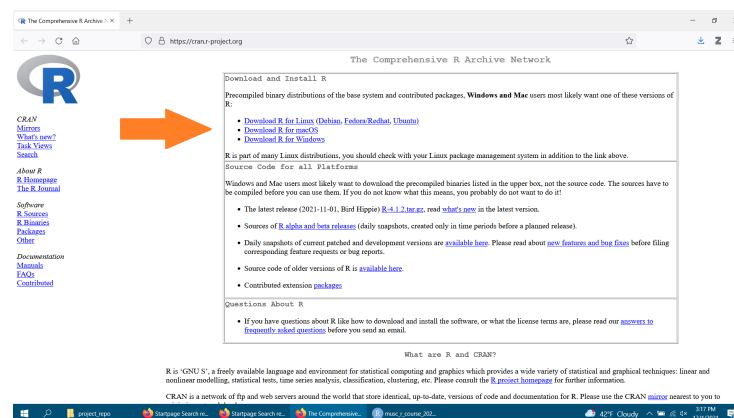 The Comprehensive R Archive N
https://cran.r-project.org
The Comprehensive R Archive Network
R
CRAN
Mirrors
What's new?
Task Views
Search
About R
R Homepage
The R Journal
Software
R Sources
R Binaries
Packages
Other
Documentation
Manuals
FAQs
Contributed
Download and Install R
Precompiled binary distributions of the base system and contributed packages, Windows and Mac users most likely want one of these versions of
R:
• Download R for Linux (Debian, Fedora/Redhat, Ubuntu)
• Download R for macOS
• Download R for Windows
R is part of many Linux distributions, you should check with your Linux package management system in addition to the link above.
Source Code for all Platforms
Windows and Mac users most likely want to download the precompiled binaries listed in the upper box, not the source code. The sources have to
be compiled before you can use them. If you do not know what this means, you probably do not want to do it!
• The latest release (2021-11-01, Bird Hippie) R-4.1.2.tar.gz, read what's new in the latest version.
• Sources of R alpha and beta releases (daily snapshots, created only in time periods before a planned release).
• Daily snapshots of current patched and development versions are available here. Please read about new features and bug fixes before filing
corresponding feature requests or bug reports.
• Source code of older versions of R is available here.
• Contributed extension packages
Questions About R
• If you have questions about R like how to download and install the software, or what the license terms are, please read our answers to
frequently asked questions before you send an email.
What are R and CRAN?
R is 'GNU S', a freely available language and environment for statistical computing and graphics which provides a wide variety of statistical and graphical techniques: linear and
nonlinear modelling, statistical tests, time series analysis, classification, clustering, etc. Please consult the R project homepage for further information.
CRAN is a network of ftp and web servers around the world that store identical, up-to-date, versions of code and documentation for R. Please use the CRAN mirror nearest to you to
project_repo
Startpage Search re...
Startpage Search re...
The Comprehensive...
musc_r_course_202...
42°F Cloudy
3:17 PM